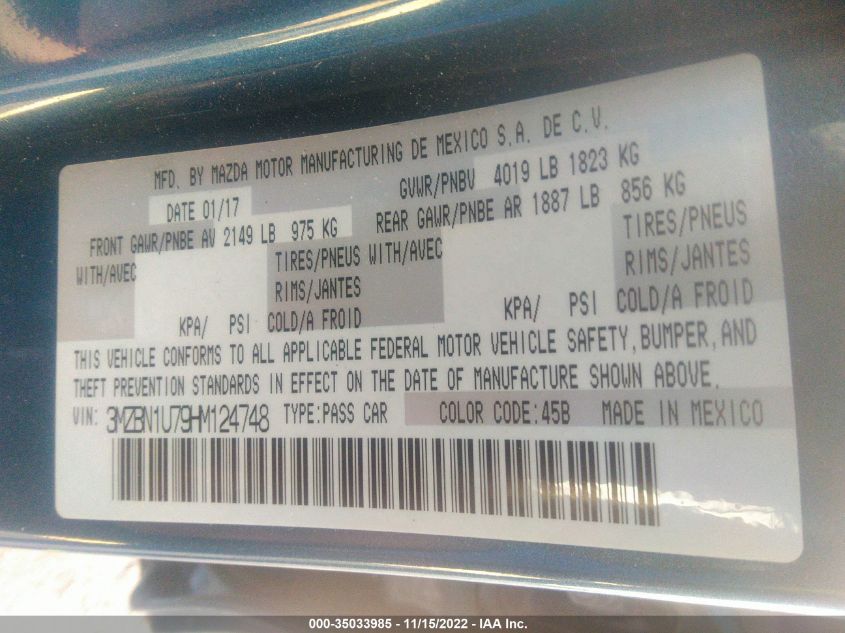 MFD. BY MAZDA MOTOR MANUFACTURING DE MEXICO S.A. DE C.V.
DATE 01/17 GVWR/PNBV 4019 LB 1823 KG
FRONT GAWR/PNBE AV 2149 LB 975 KG REAR GAWR/PNBE AR 1887 LB 856 KG
WITH/AVEC TIRES/PNEUS WITH/AVEC TIRES/PNEUS
RIMS/JANTES RIMS/JANTES
KPA/ PSI COLD/A FROID KPA/ PSI COLD/A FROID
THIS VEHICLE CONFORMS TO ALL APPLICABLE FEDERAL MOTOR VEHICLE SAFETY, BUMPER, AND
THEFT PREVENTION STANDARDS IN EFFECT ON THE DATE OF MANUFACTURE SHOWN ABOVE.
VIN: 3MZBN1U79HM124748 TYPE:PASS CAR COLOR CODE:45B MADE IN MEXICO
000-35033985 - 11/15/2022 - IAA Inc.